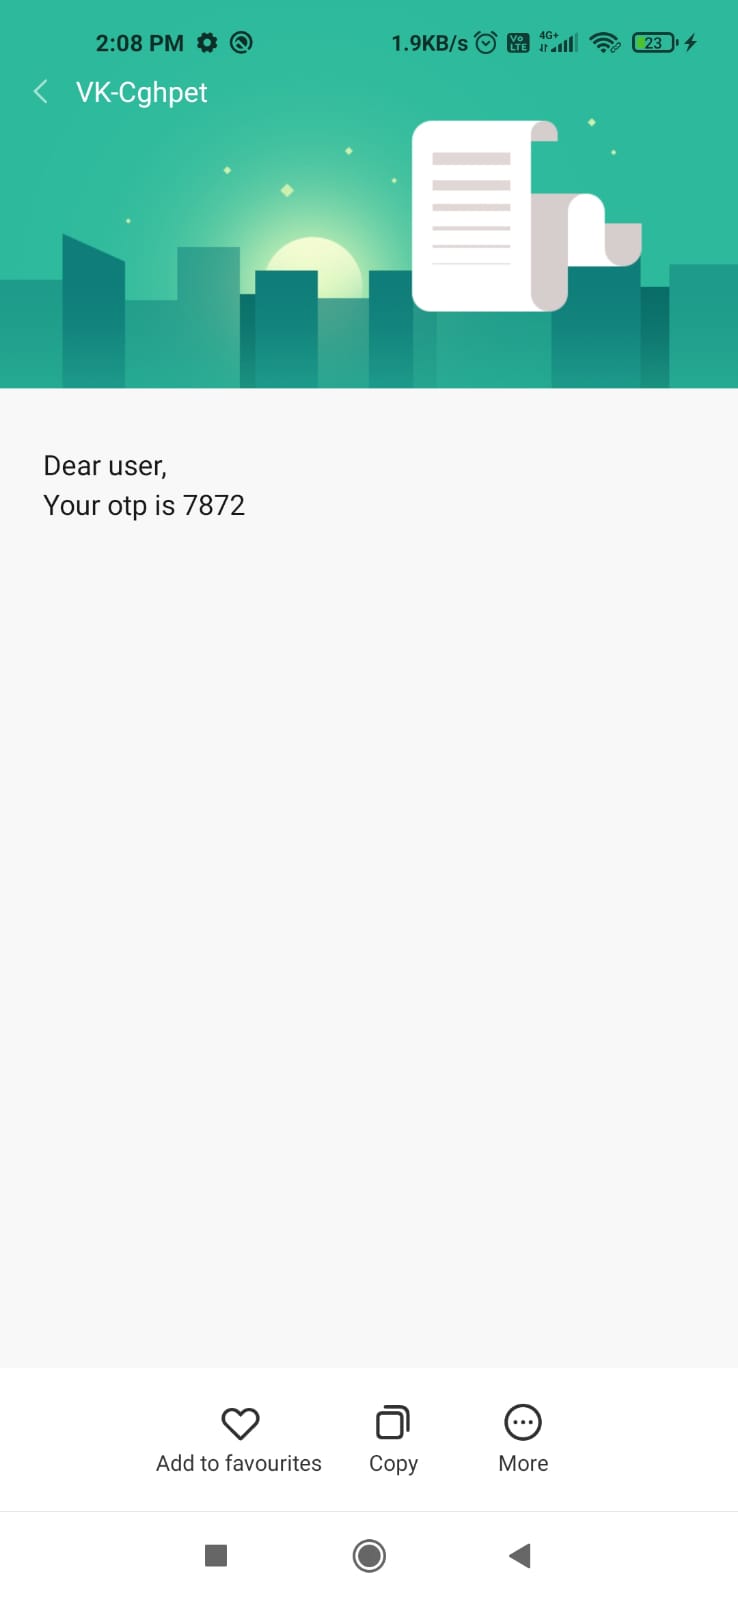 2:08 PM 1.9KB/s Vo LTE 4G+ 23
VK-Cghpet
Dear user,
Your otp is 7872
Add to favourites Copy More